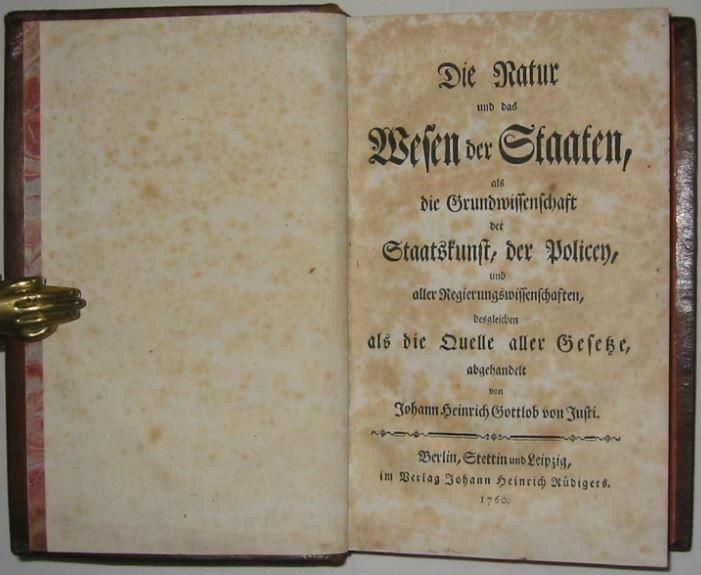 Die Natur
und das
Wesen der Staaten,
als
die Grundwissenschaft
der
Staatskunst, der Policey,
und
aller Regierungswissenschaften,
desgleichen
als die Quelle aller Gesetze,
abgehandelt
von
Johann Heinrich Gottlob von Justi.
Berlin, Stettin und Leipzig,
im Verlag Johann Heinrich Rüdigers.
1760.